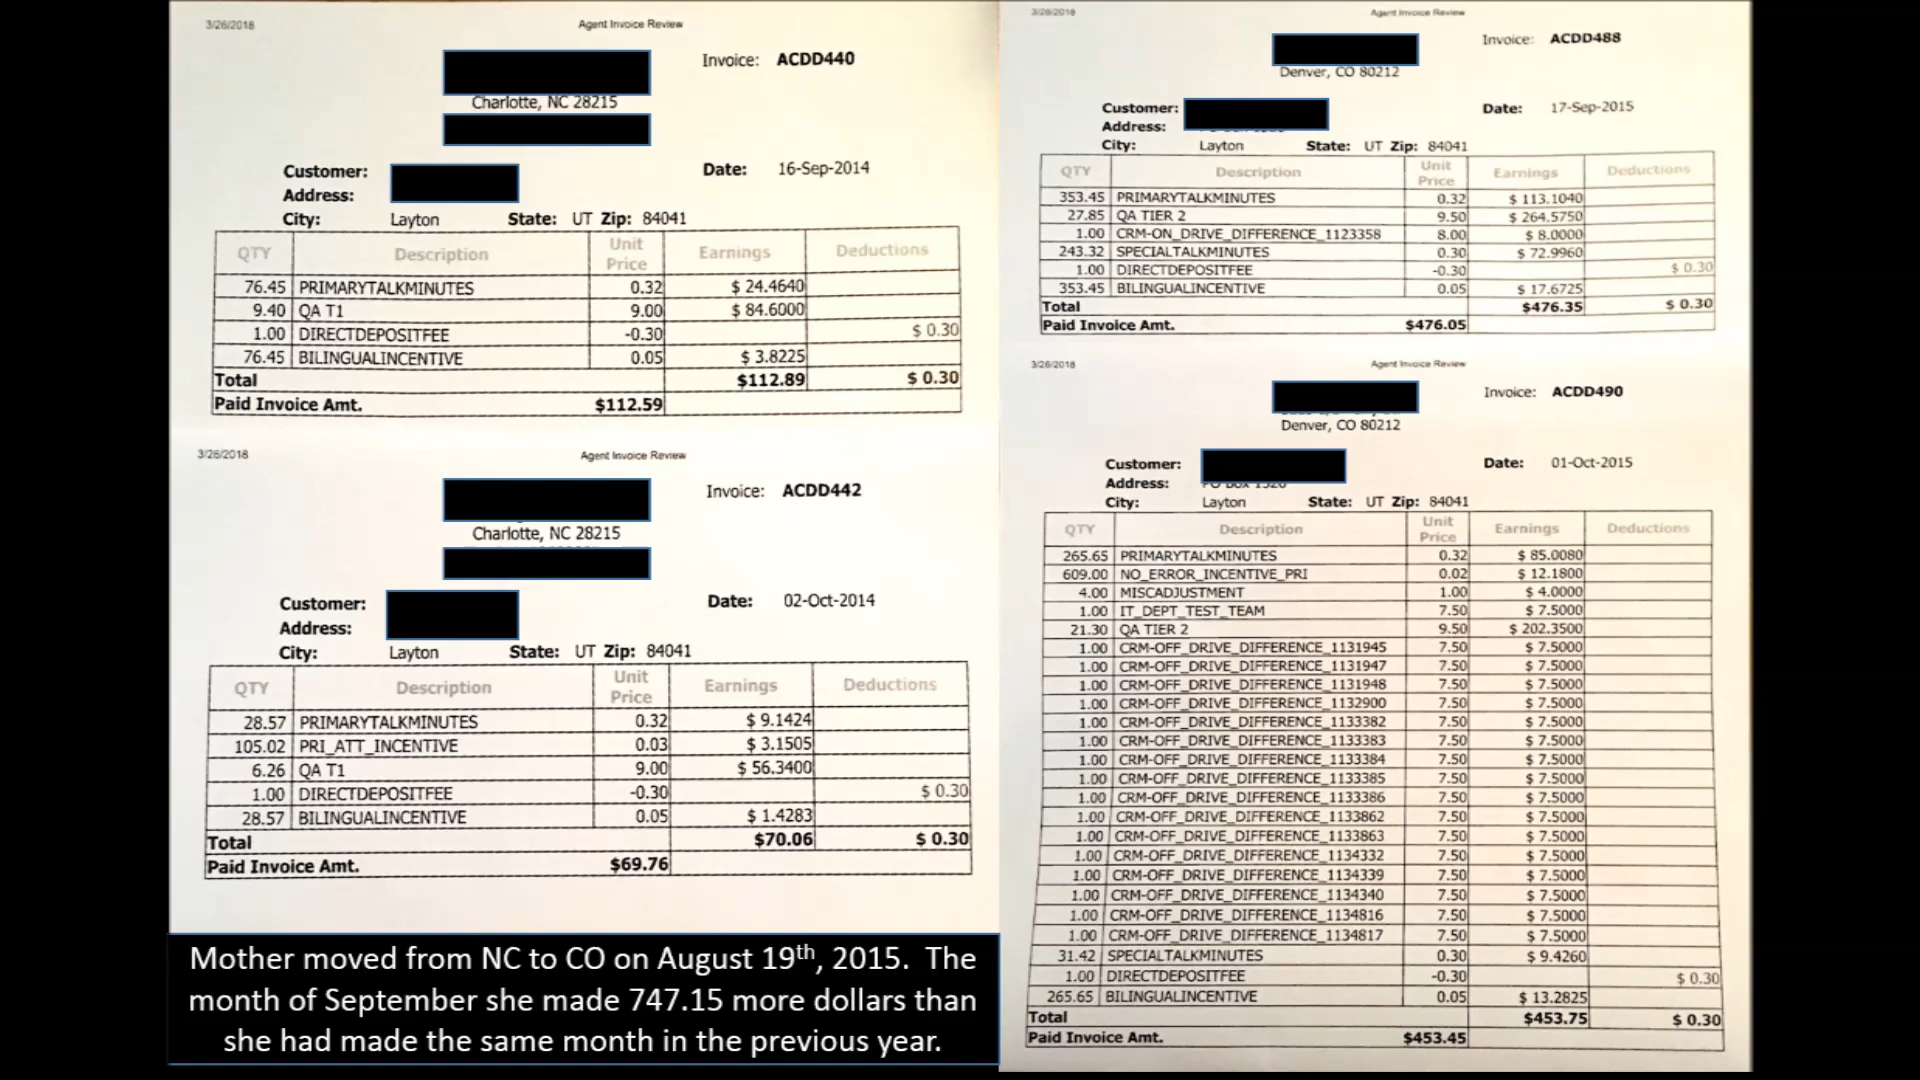 3/26/2018 Agent Invoice Review
Invoice: ACDD440
Charlotte, NC 28215
Customer: Date: 16-Sep-2014
Address:
City: Layton State: UT Zip: 84041
QTY Description Unit Price Earnings Deductions
76.45 PRIMARYTALKMINUTES 0.32 $ 24.4640
9.40 QA T1 9.00 $ 84.6000
1.00 DIRECTDEPOSITFEE -0.30 $ 0.30
76.45 BILINGUALINCENTIVE 0.05 $ 3.8225
Total $112.89 $ 0.30
Paid Invoice Amt. $112.59
3/26/2018 Agent Invoice Review
Invoice: ACDD442
Charlotte, NC 28215
Customer: Date: 02-Oct-2014
Address:
City: Layton State: UT Zip: 84041
QTY Description Unit Price Earnings Deductions
28.57 PRIMARYTALKMINUTES 0.32 $ 9.1424
105.02 PRI_ATT_INCENTIVE 0.03 $ 3.1505
6.26 QA T1 9.00 $ 56.3400
1.00 DIRECTDEPOSITFEE -0.30 $ 0.30
28.57 BILINGUALINCENTIVE 0.05 $ 1.4283
Total $70.06 $ 0.30
Paid Invoice Amt. $69.76
Mother moved from NC to CO on August 19th, 2015. The
month of September she made 747.15 more dollars than
she had made the same month in the previous year.
3/26/2018 Agent Invoice Review
Invoice: ACDD488
Denver, CO 80212
Customer: Date: 17-Sep-2015
Address:
City: Layton State: UT Zip: 84041
QTY Description Unit Price Earnings Deductions
353.45 PRIMARYTALKMINUTES 0.32 $ 113.1040
27.85 QA TIER 2 9.50 $ 264.5750
1.00 CRM-ON_DRIVE_DIFFERENCE_1123358 8.00 $ 8.0000
243.32 SPECIALTALKMINUTES 0.30 $ 72.9960
1.00 DIRECTDEPOSITFEE -0.30 $ 0.30
353.45 BILINGUALINCENTIVE 0.05 $ 17.6725
Total $476.35 $ 0.30
Paid Invoice Amt. $476.05
3/26/2018 Agent Invoice Review
Invoice: ACDD490
Denver, CO 80212
Customer: Date: 01-Oct-2015
Address:
City: Layton State: UT Zip: 84041
QTY Description Unit Price Earnings Deductions
265.65 PRIMARYTALKMINUTES 0.32 $ 85.0080
609.00 NO_ERROR_INCENTIVE_PRI 0.02 $ 12.1800
4.00 MISCADJUSTMENT 1.00 $ 4.0000
1.00 IT_DEPT_TEST_TEAM 7.50 $ 7.5000
21.30 QA TIER 2 9.50 $ 202.3500
1.00 CRM-OFF_DRIVE_DIFFERENCE_1131945 7.50 $ 7.5000
1.00 CRM-OFF_DRIVE_DIFFERENCE_1131947 7.50 $ 7.5000
1.00 CRM-OFF_DRIVE_DIFFERENCE_1131948 7.50 $ 7.5000
1.00 CRM-OFF_DRIVE_DIFFERENCE_1132900 7.50 $ 7.5000
1.00 CRM-OFF_DRIVE_DIFFERENCE_1133382 7.50 $ 7.5000
1.00 CRM-OFF_DRIVE_DIFFERENCE_1133383 7.50 $ 7.5000
1.00 CRM-OFF_DRIVE_DIFFERENCE_1133384 7.50 $ 7.5000
1.00 CRM-OFF_DRIVE_DIFFERENCE_1133385 7.50 $ 7.5000
1.00 CRM-OFF_DRIVE_DIFFERENCE_1133386 7.50 $ 7.5000
1.00 CRM-OFF_DRIVE_DIFFERENCE_1133862 7.50 $ 7.5000
1.00 CRM-OFF_DRIVE_DIFFERENCE_1133863 7.50 $ 7.5000
1.00 CRM-OFF_DRIVE_DIFFERENCE_1134332 7.50 $ 7.5000
1.00 CRM-OFF_DRIVE_DIFFERENCE_1134339 7.50 $ 7.5000
1.00 CRM-OFF_DRIVE_DIFFERENCE_1134340 7.50 $ 7.5000
1.00 CRM-OFF_DRIVE_DIFFERENCE_1134816 7.50 $ 7.5000
1.00 CRM-OFF_DRIVE_DIFFERENCE_1134817 7.50 $ 7.5000
31.42 SPECIALTALKMINUTES 0.30 $ 9.4260
1.00 DIRECTDEPOSITFEE -0.30 $ 0.30
265.65 BILINGUALINCENTIVE 0.05 $ 13.2825
Total $453.75 $ 0.30
Paid Invoice Amt. $453.45